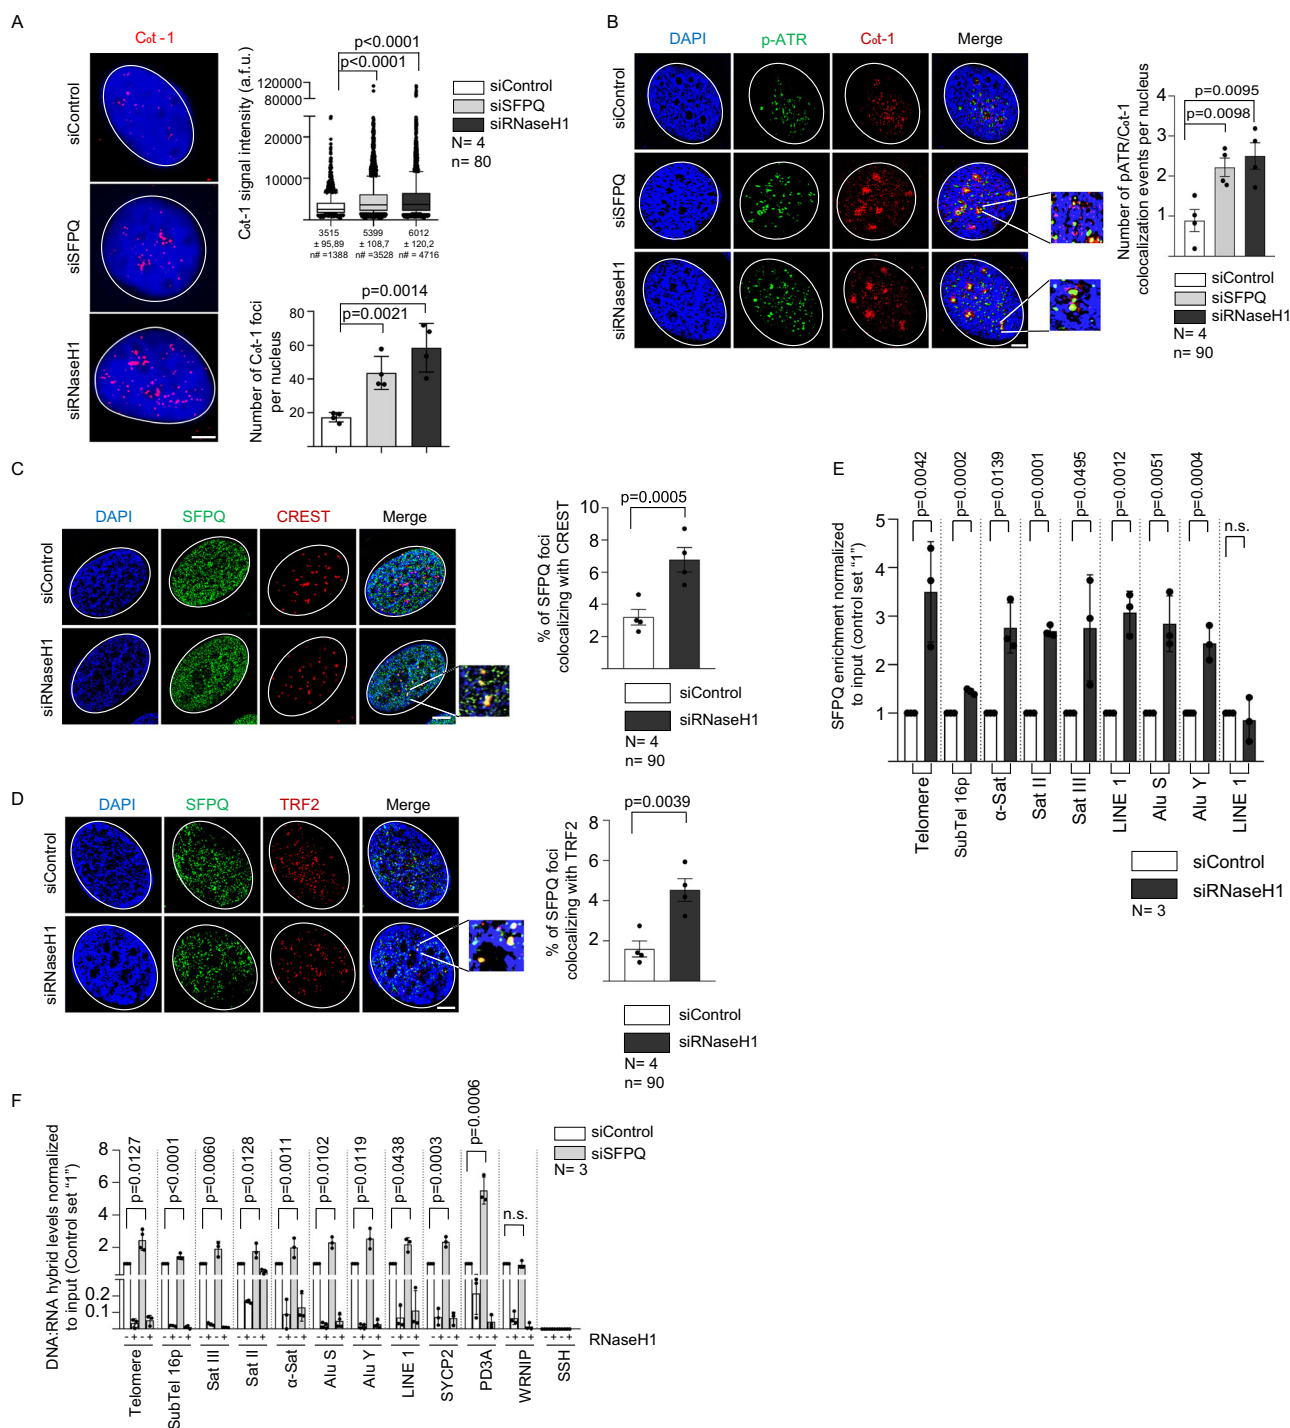 A
C₀t -1
siControl
siSFPQ
siRNaseH1
C₀t-1 signal intensity (a.f.u.)
120000
80000
40000
10000
p<0.0001
p<0.0001
siControl
siSFPQ
siRNaseH1
N= 4
n= 80
3515
± 95,89
n# =1388
5399
± 108,7
n# =3528
6012
± 120,2
n# = 4716
Number of C₀t-1 foci
per nucleus
80
60
40
20
p=0.0014
p=0.0021
B
DAPI
p-ATR
C₀t-1
Merge
siControl
siSFPQ
siRNaseH1
Number of pATR/C₀t-1
colocalization events per nucleus
4
3
2
1
p=0.0095
p=0.0098
siControl
siSFPQ
siRNaseH1
N= 4
n= 90
C
DAPI
SFPQ
CREST
Merge
siControl
siRNaseH1
% of SFPQ foci
colocalizing with CREST
10
8
6
4
2
p=0.0005
siControl
siRNaseH1
N= 4
n= 90
D
DAPI
SFPQ
TRF2
Merge
siControl
siRNaseH1
% of SFPQ foci
colocalizing with TRF2
8
6
4
2
p=0.0039
siControl
siRNaseH1
N= 4
n= 90
E
SFPQ enrichment normalized
to input (control set “1”)
5
4
3
2
1
p=0.0042
p=0.0002
p=0.0139
p=0.0001
p=0.0495
p=0.0012
p=0.0051
p=0.0004
n.s.
Telomere
SubTel 16p
α-Sat
Sat II
Sat III
LINE 1
Alu S
Alu Y
LINE 1
siControl
siRNaseH1
N= 3
F
DNA:RNA hybrid levels normalized
to input (Control set “1”)
8
6
4
2
0.2
0.1
p=0.0127
p<0.0001
p=0.0060
p=0.0128
p=0.0011
p=0.0102
p=0.0119
p=0.0438
p=0.0003
p=0.0006
n.s.
siControl
siSFPQ
N= 3
- + - + - + - + - + - + - + - + - + - + - + - + - + - + - + - + - + - + - + - + - + - + - + - +
RNaseH1
Telomere
SubTel 16p
Sat III
Sat II
α-Sat
Alu S
Alu Y
LINE 1
SYCP2
PD3A
WRNIP
SSH